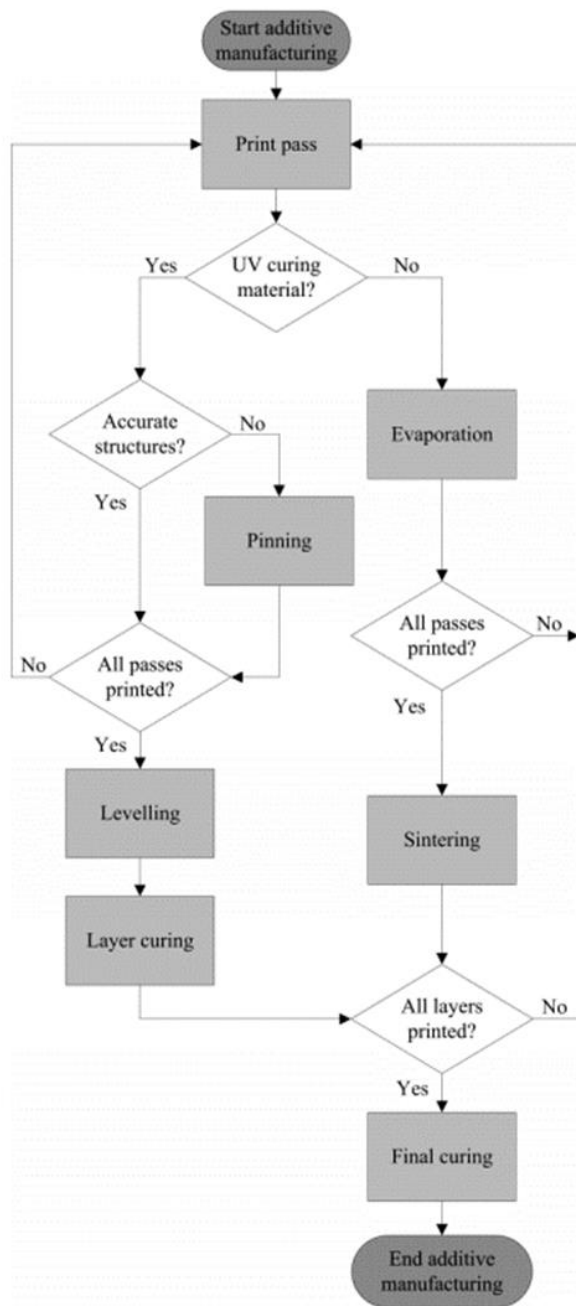 Start additive
manufacturing
Print pass
Yes
UV curing
material?
No
Accurate
structures?
No
Evaporation
Yes
Pinning
All passes
printed?
No
No
All passes
printed?
Yes
Yes
Levelling
Sintering
Layer curing
All layers
printed?
No
Yes
Final curing
End additive
manufacturing